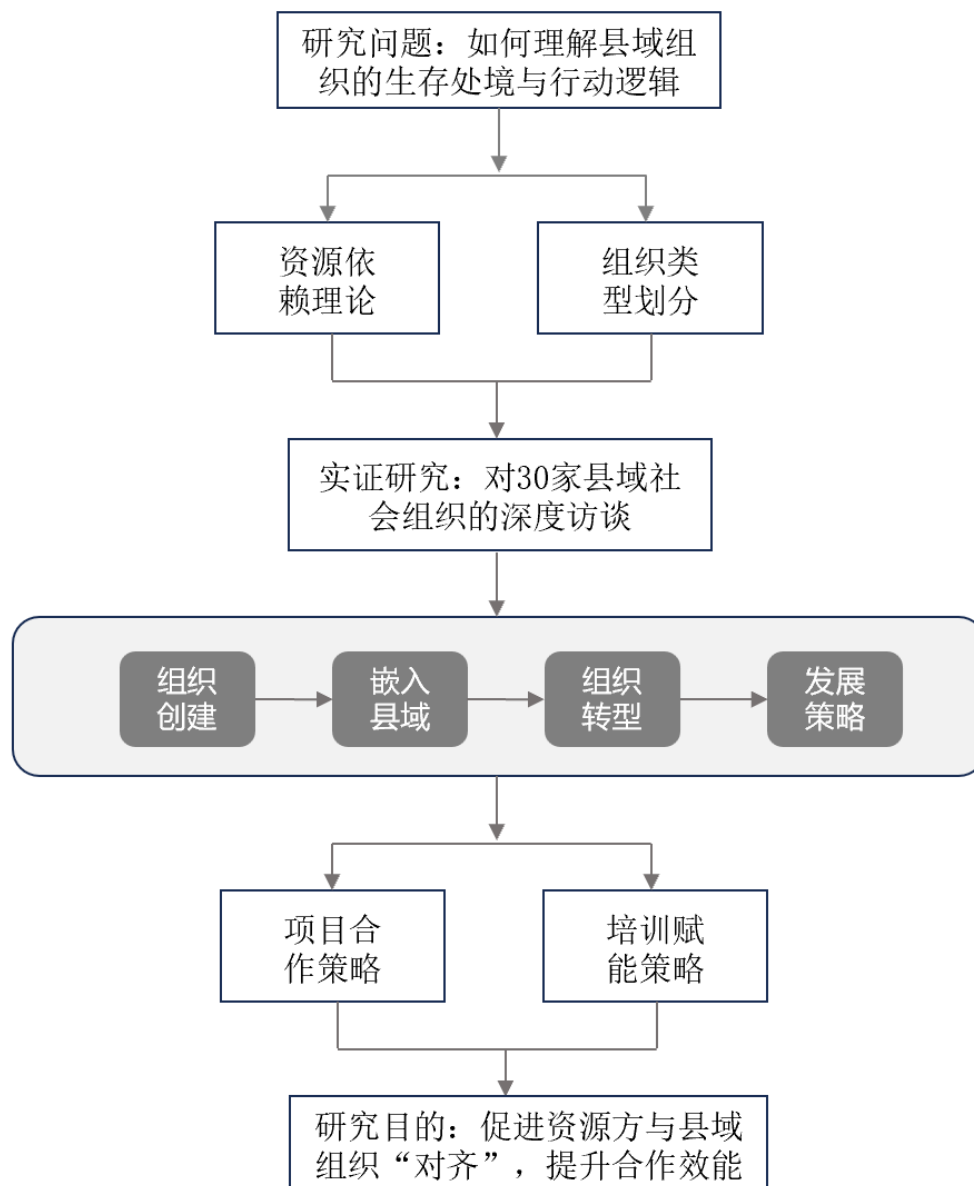 研究问题：如何理解县域组
织的生存处境与行动逻辑
资源依
赖理论
组织类
型划分
实证研究：对30家县域社
会组织的深度访谈
组织
创建
嵌入
县域
组织
转型
发展
策略
项目合
作策略
培训赋
能策略
研究目的：促进资源方与县域
组织“对齐”，提升合作效能